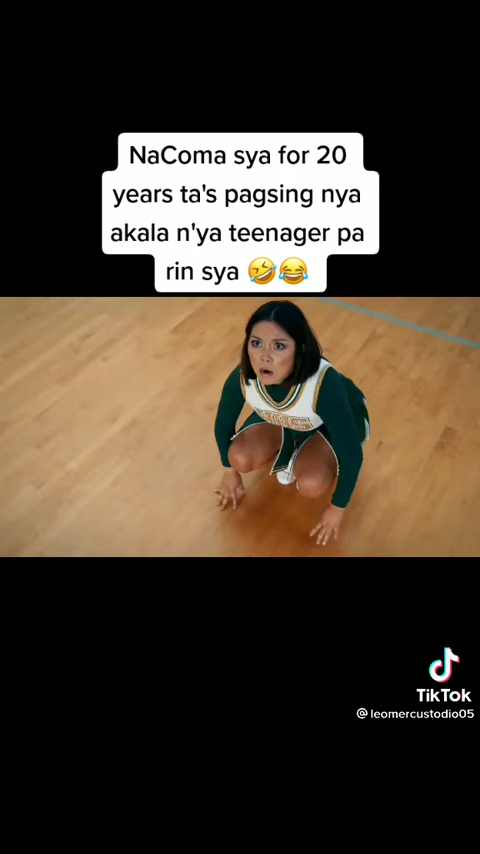 NaComa sya for 20
years ta's pagsing nya
akala n'ya teenager pa
rin sya 🤣😂
TikTok
@leomercustodio05